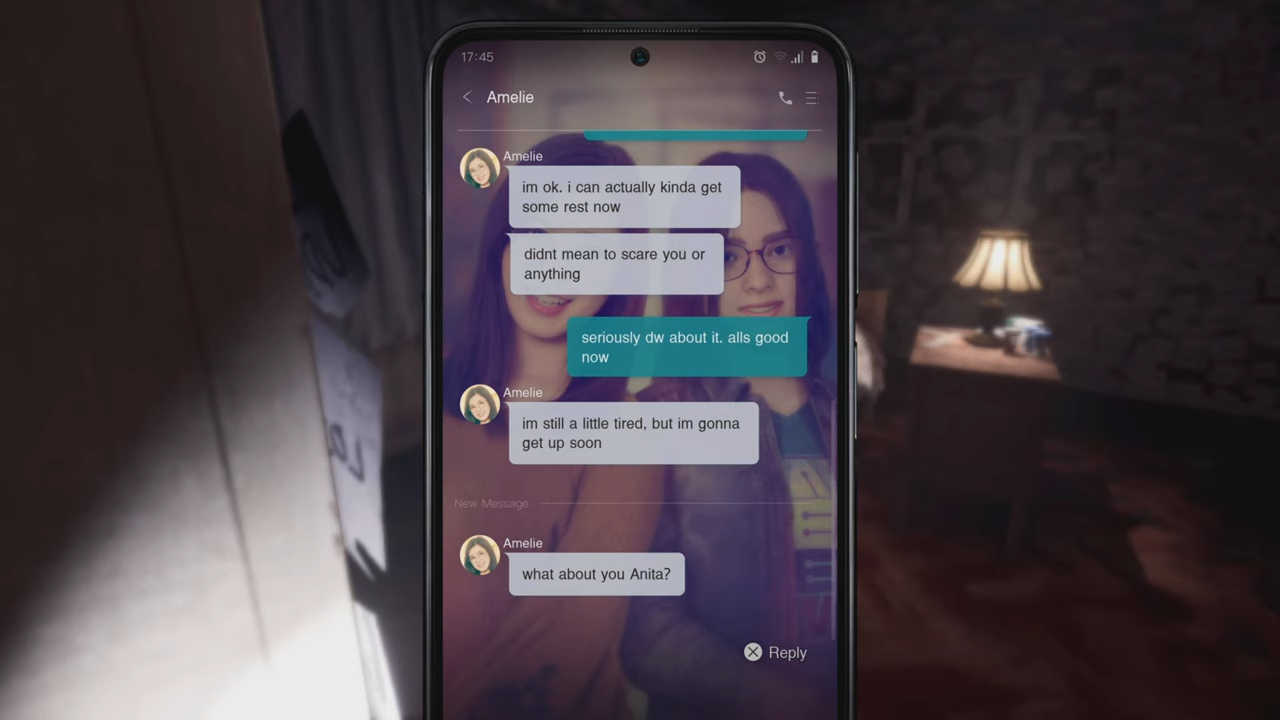 17:45
Amelie
Amelie
im ok. i can actually kinda get
some rest now
didnt mean to scare you or
anything
seriously dw about it. alls good
now
Amelie
im still a little tired, but im gonna
get up soon
New Message
Amelie
what about you Anita?
Reply